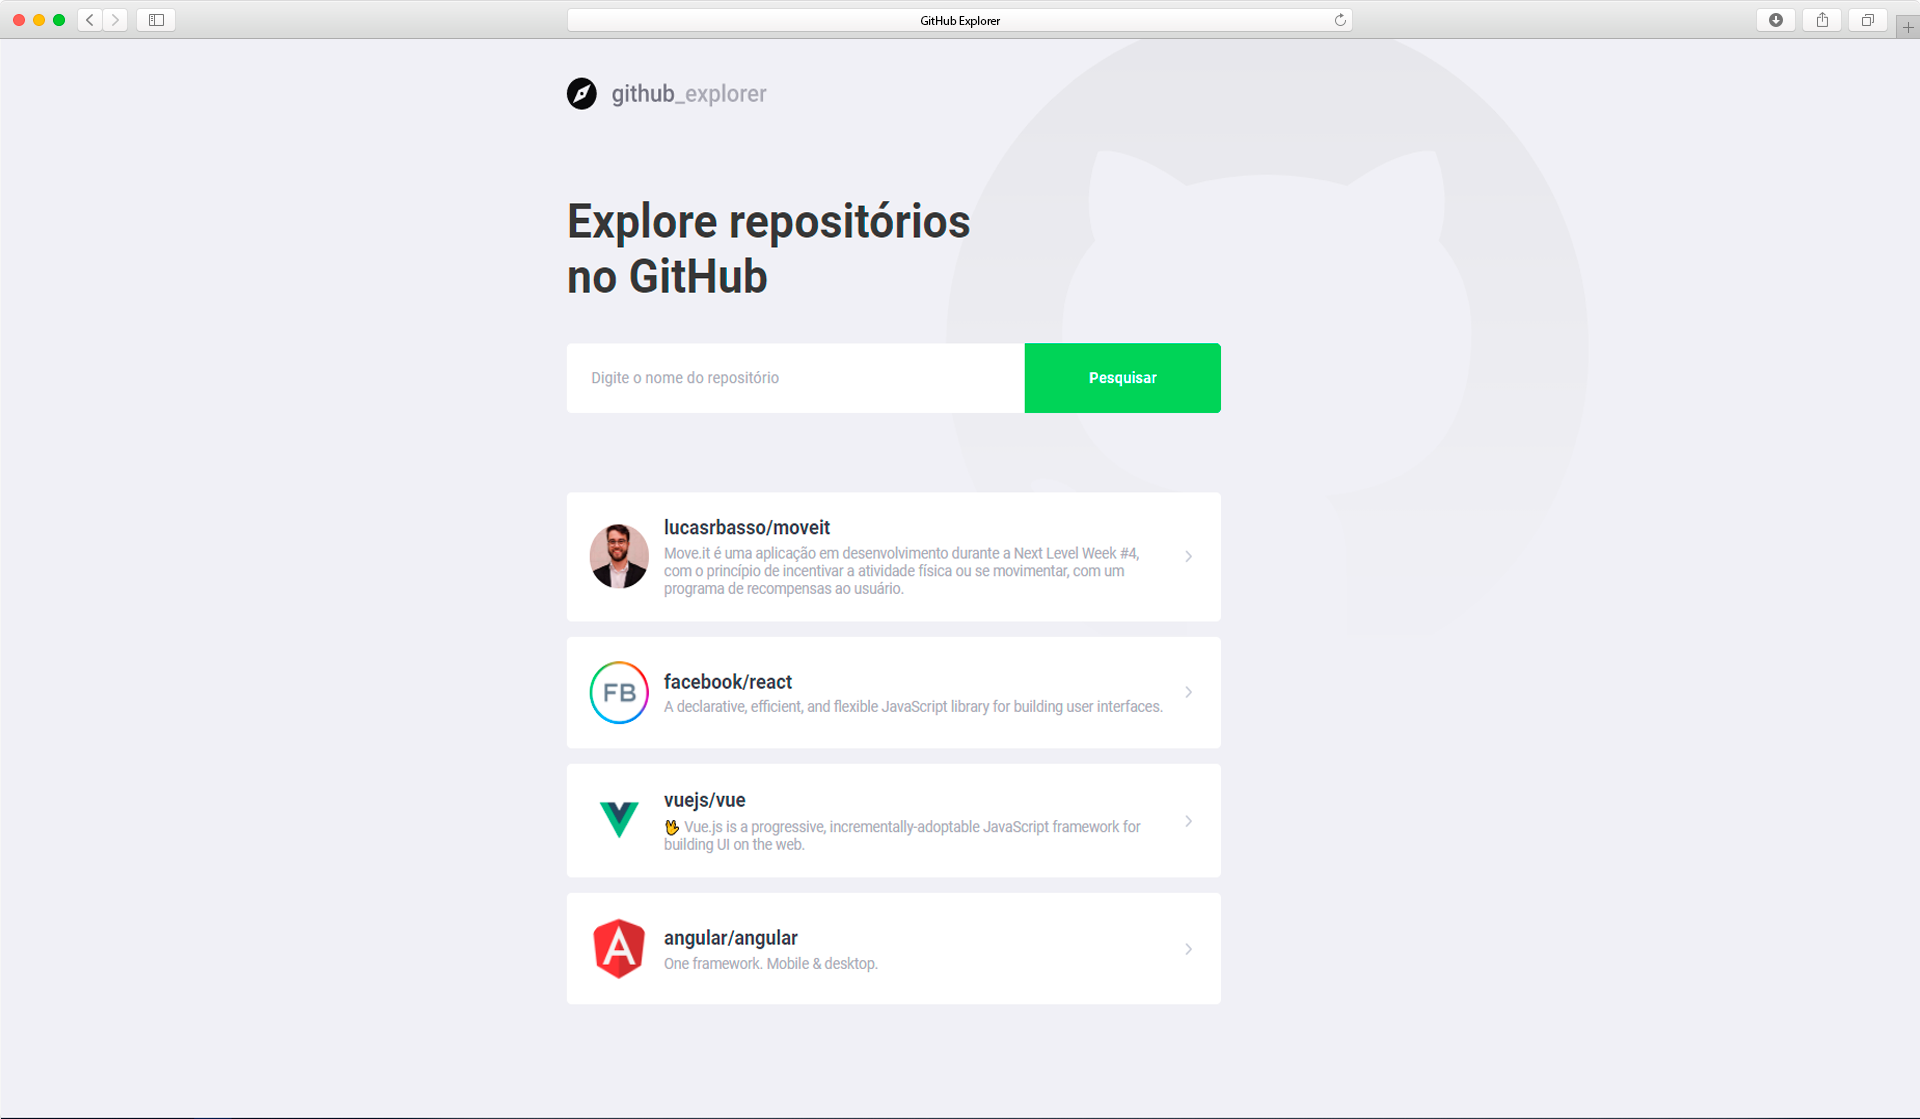 GitHub Explorer
github_explorer
Explore repositórios
no GitHub
Digite o nome do repositório
Pesquisar
lucasrbasso/moveit
Move.it é uma aplicação em desenvolvimento durante a Next Level Week #4,
com o princípio de incentivar a atividade física ou se movimentar, com um
programa de recompensas ao usuário.
FB
facebook/react
A declarative, efficient, and flexible JavaScript library for building user interfaces.
vuejs/vue
🖖 Vue.js is a progressive, incrementally-adoptable JavaScript framework for
building UI on the web.
A
angular/angular
One framework. Mobile & desktop.